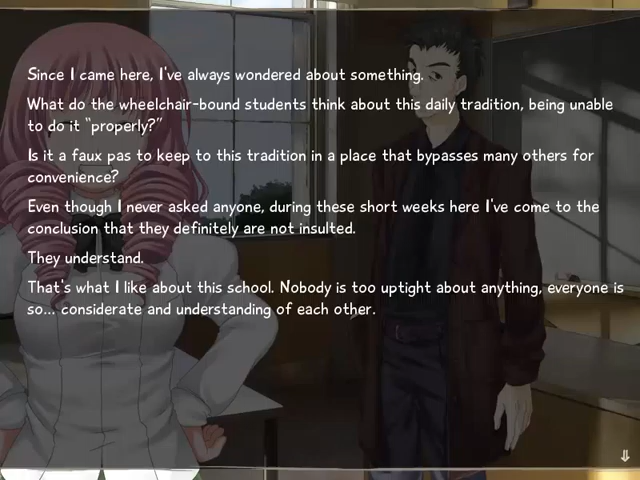 Since I came here, I've always wondered about something.
What do the wheelchair-bound students think about this daily tradition, being unable
to do it “properly?”
Is it a faux pas to keep to this tradition in a place that bypasses many others for
convenience?
Even though I never asked anyone, during these short weeks here I've come to the
conclusion that they definitely are not insulted.
They understand.
That's what I like about this school. Nobody is too uptight about anything, everyone is
so... considerate and understanding of each other.